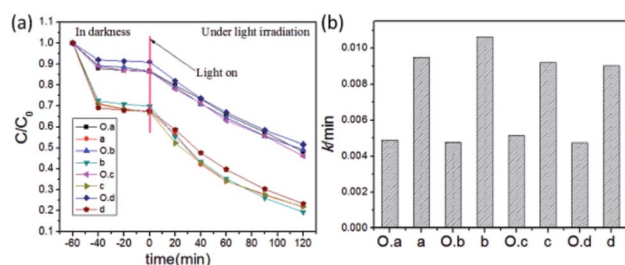 (a)
In darkness
Under light irradiation
Light on
C/C0
1.0
0.9
0.8
0.7
0.6
0.5
0.4
0.3
0.2
O.a
a
O.b
b
O.c
c
O.d
d
-60 -40 -20 0 20 40 60 80 100 120
time(min)
(b)
k/min
0.010
0.008
0.006
0.004
0.002
0.000
O.a a O.b b O.c c O.d d